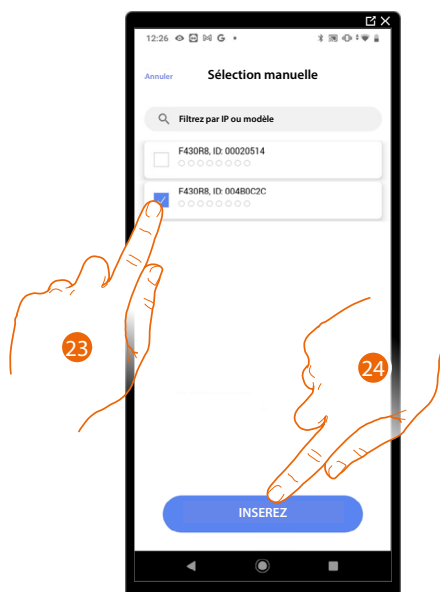 12:26 G
Annuler Sélection manuelle
Filtrez par IP ou modèle
F430R8, ID: 00020514
F430R8, ID: 004B0C2C
23
24
INSEREZ